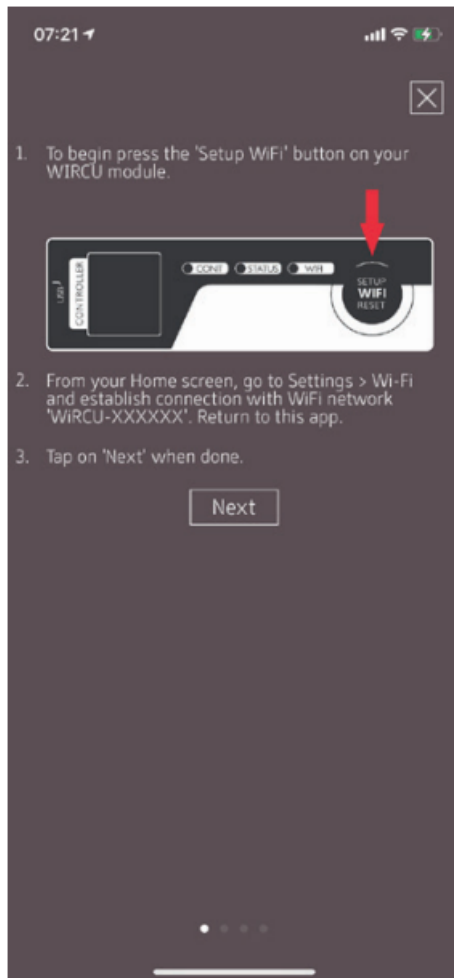 07:21
1. To begin press the 'Setup WiFi' button on your
WIRCU module.
USB
CONTROLLER
CONT STATUS WIFI
SETUP
WIFI
RESET
2. From your Home screen, go to Settings > Wi-Fi
and establish connection with WiFi network
'WiRCU-XXXXXX'. Return to this app.
3. Tap on 'Next' when done.
Next